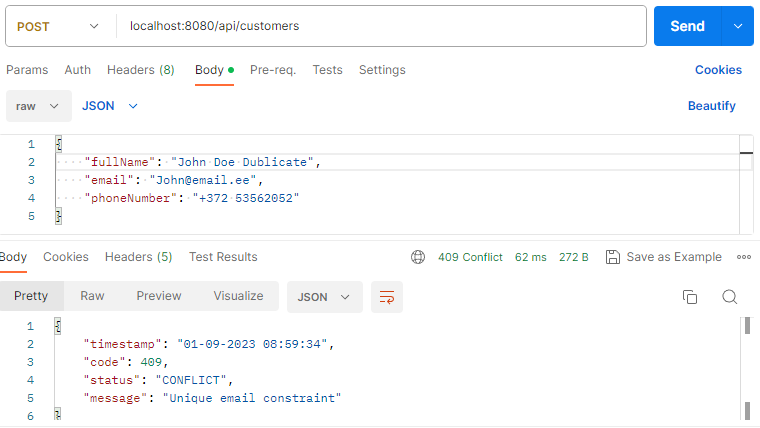 POST localhost:8080/api/customers Send
Params Auth Headers (8) Body Pre-req. Tests Settings Cookies
raw JSON Beautify
1 {
2 "fullName": "John Doe Dublicate",
3 "email": "John@email.ee",
4 "phoneNumber": "+372 53562052"
5 }
Body Cookies Headers (5) Test Results 409 Conflict 62 ms 272 B Save as Example
Pretty Raw Preview Visualize JSON
1 {
2 "timestamp": "01-09-2023 08:59:34",
3 "code": 409,
4 "status": "CONFLICT",
5 "message": "Unique email constraint"
6 }